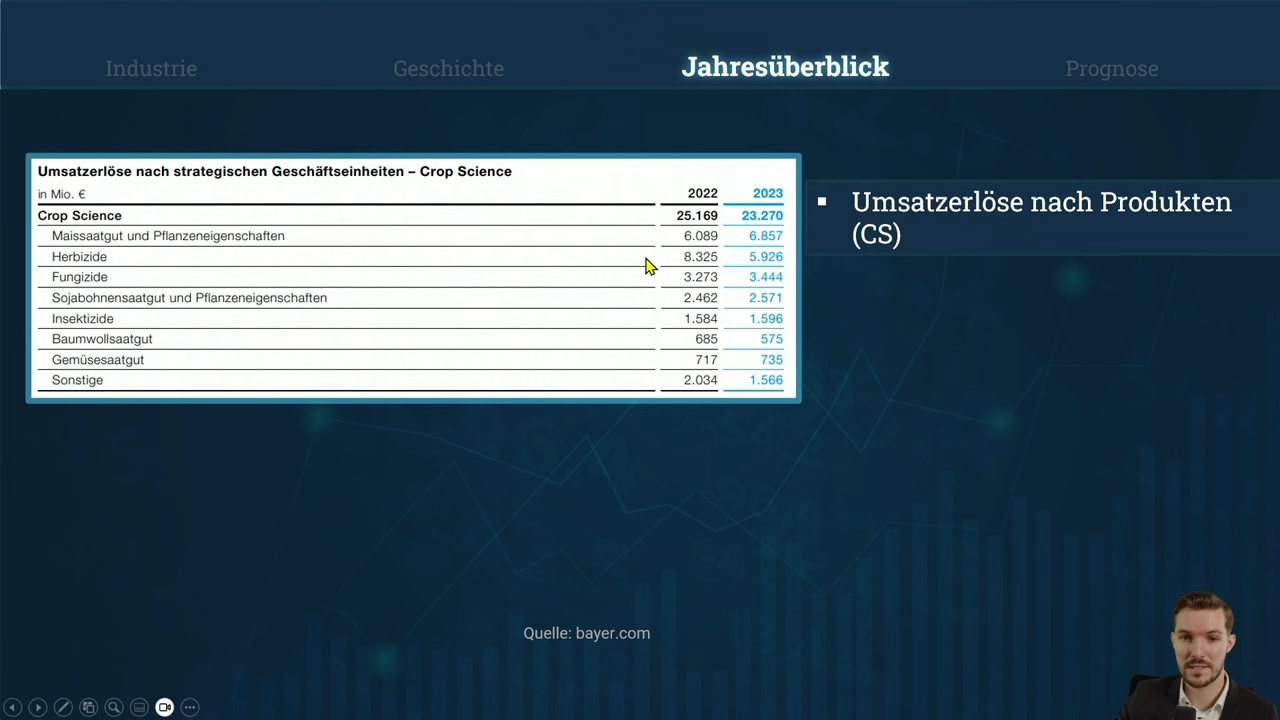 Industrie
Geschichte
Jahresüberblick
Prognose
Umsatzerlöse nach strategischen Geschäftseinheiten – Crop Science
in Mio. € 2022 2023
Crop Science 25.169 23.270
Maissaatgut und Pflanzeneigenschaften 6.089 6.857
Herbizide 8.325 5.926
Fungizide 3.273 3.444
Sojabohnensaatgut und Pflanzeneigenschaften 2.462 2.571
Insektizide 1.584 1.596
Baumwollsaatgut 685 575
Gemüsesaatgut 717 735
Sonstige 2.034 1.566
▪ Umsatzerlöse nach Produkten
(CS)
Quelle: bayer.com